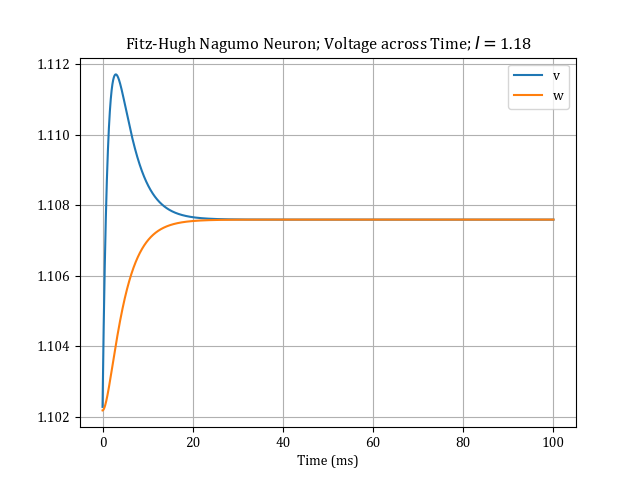 Fitz-Hugh Nagumo Neuron; Voltage across Time; I = 1.18
1.112
1.110
1.108
1.106
1.104
1.102
v
w
0 20 40 60 80 100
Time (ms)